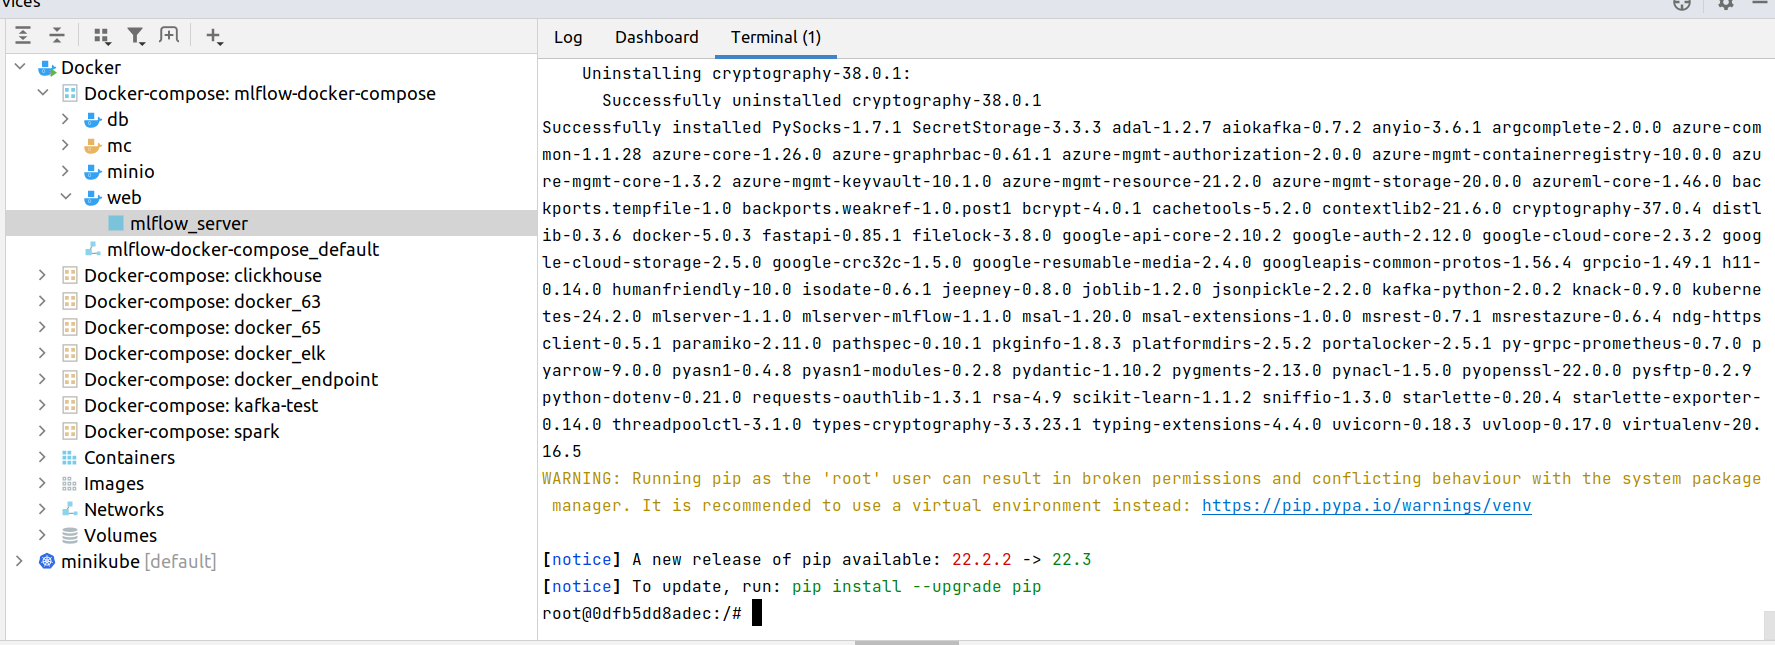 vices
Docker
Docker-compose: mlflow-docker-compose
db
mc
minio
web
mlflow_server
mlflow-docker-compose_default
Docker-compose: clickhouse
Docker-compose: docker_63
Docker-compose: docker_65
Docker-compose: docker_elk
Docker-compose: docker_endpoint
Docker-compose: kafka-test
Docker-compose: spark
Containers
Images
Networks
Volumes
minikube [default]
Log Dashboard Terminal (1)
Uninstalling cryptography-38.0.1:
Successfully uninstalled cryptography-38.0.1
Successfully installed PySocks-1.7.1 SecretStorage-3.3.3 adal-1.2.7 aiokafka-0.7.2 anyio-3.6.1 argcomplete-2.0.0 azure-com
mon-1.1.28 azure-core-1.26.0 azure-graphrbac-0.61.1 azure-mgmt-authorization-2.0.0 azure-mgmt-containerregistry-10.0.0 azu
re-mgmt-core-1.3.2 azure-mgmt-keyvault-10.1.0 azure-mgmt-resource-21.2.0 azure-mgmt-storage-20.0.0 azureml-core-1.46.0 bac
kports.tempfile-1.0 backports.weakref-1.0.post1 bcrypt-4.0.1 cachetools-5.2.0 contextlib2-21.6.0 cryptography-37.0.4 distl
ib-0.3.6 docker-5.0.3 fastapi-0.85.1 filelock-3.8.0 google-api-core-2.10.2 google-auth-2.12.0 google-cloud-core-2.3.2 goog
le-cloud-storage-2.5.0 google-crc32c-1.5.0 google-resumable-media-2.4.0 googleapis-common-protos-1.56.4 grpcio-1.49.1 h11-
0.14.0 humanfriendly-10.0 isodate-0.6.1 jeepney-0.8.0 joblib-1.2.0 jsonpickle-2.2.0 kafka-python-2.0.2 knack-0.9.0 kuberne
tes-24.2.0 mlserver-1.1.0 mlserver-mlflow-1.1.0 msal-1.20.0 msal-extensions-1.0.0 msrest-0.7.1 msrestazure-0.6.4 ndg-https
client-0.5.1 paramiko-2.11.0 pathspec-0.10.1 pkginfo-1.8.3 platformdirs-2.5.2 portalocker-2.5.1 py-grpc-prometheus-0.7.0 p
yarrow-9.0.0 pyasn1-0.4.8 pyasn1-modules-0.2.8 pydantic-1.10.2 pygments-2.13.0 pynacl-1.5.0 pyopenssl-22.0.0 pysftp-0.2.9
python-dotenv-0.21.0 requests-oauthlib-1.3.1 rsa-4.9 scikit-learn-1.1.2 sniffio-1.3.0 starlette-0.20.4 starlette-exporter-
0.14.0 threadpoolctl-3.1.0 types-cryptography-3.3.23.1 typing-extensions-4.4.0 uvicorn-0.18.3 uvloop-0.17.0 virtualenv-20.
16.5
WARNING: Running pip as the 'root' user can result in broken permissions and conflicting behaviour with the system package
manager. It is recommended to use a virtual environment instead: https://pip.pypa.io/warnings/venv
[notice] A new release of pip available: 22.2.2 -> 22.3
[notice] To update, run: pip install --upgrade pip
root@0dfb5dd8adec:/#